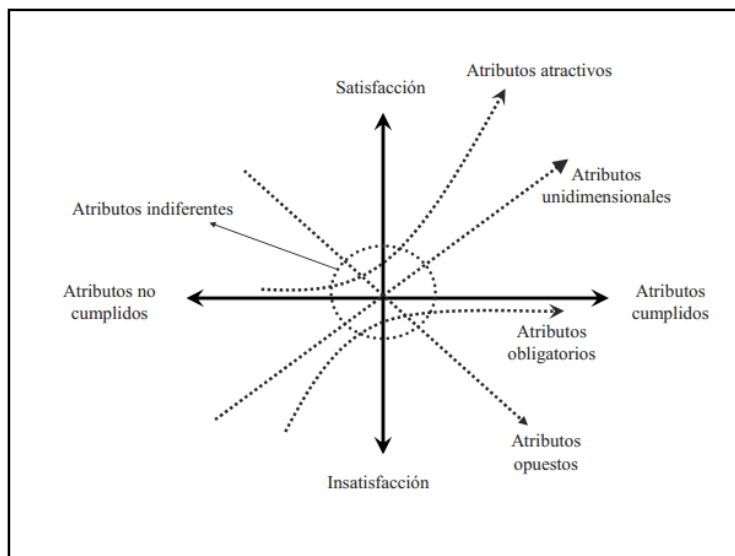 Atributos atractivos
Satisfacción
Atributos
unidimensionales
Atributos indiferentes
Atributos no
cumplidos
Atributos
cumplidos
Atributos
obligatorios
Atributos
opuestos
Insatisfacción